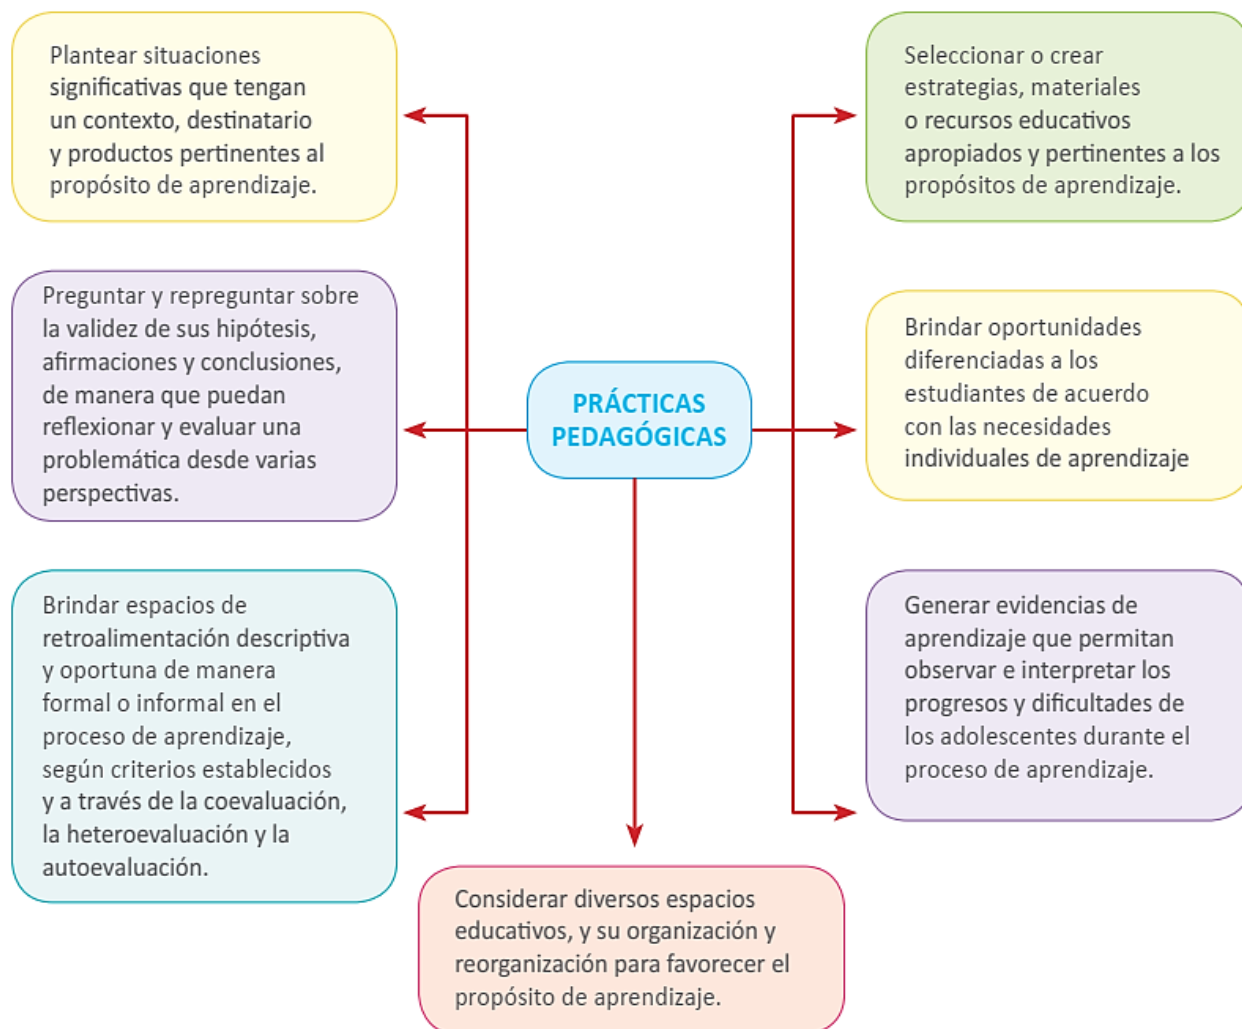 Plantear situaciones
significativas que tengan
un contexto, destinatario
y productos pertinentes al
propósito de aprendizaje.
Seleccionar o crear
estrategias, materiales
o recursos educativos
apropiados y pertinentes a los
propósitos de aprendizaje.
Preguntar y repreguntar sobre
la validez de sus hipótesis,
afirmaciones y conclusiones,
de manera que puedan
reflexionar y evaluar una
problemática desde varias
perspectivas.
PRÁCTICAS
PEDAGÓGICAS
Brindar oportunidades
diferenciadas a los
estudiantes de acuerdo
con las necesidades
individuales de aprendizaje
Brindar espacios de
retroalimentación descriptiva
y oportuna de manera
formal o informal en el
proceso de aprendizaje,
según criterios establecidos
y a través de la coevaluación,
la heteroevaluación y la
autoevaluación.
Generar evidencias de
aprendizaje que permitan
observar e interpretar los
progresos y dificultades de
los adolescentes durante el
proceso de aprendizaje.
Considerar diversos espacios
educativos, y su organización y
reorganización para favorecer el
propósito de aprendizaje.